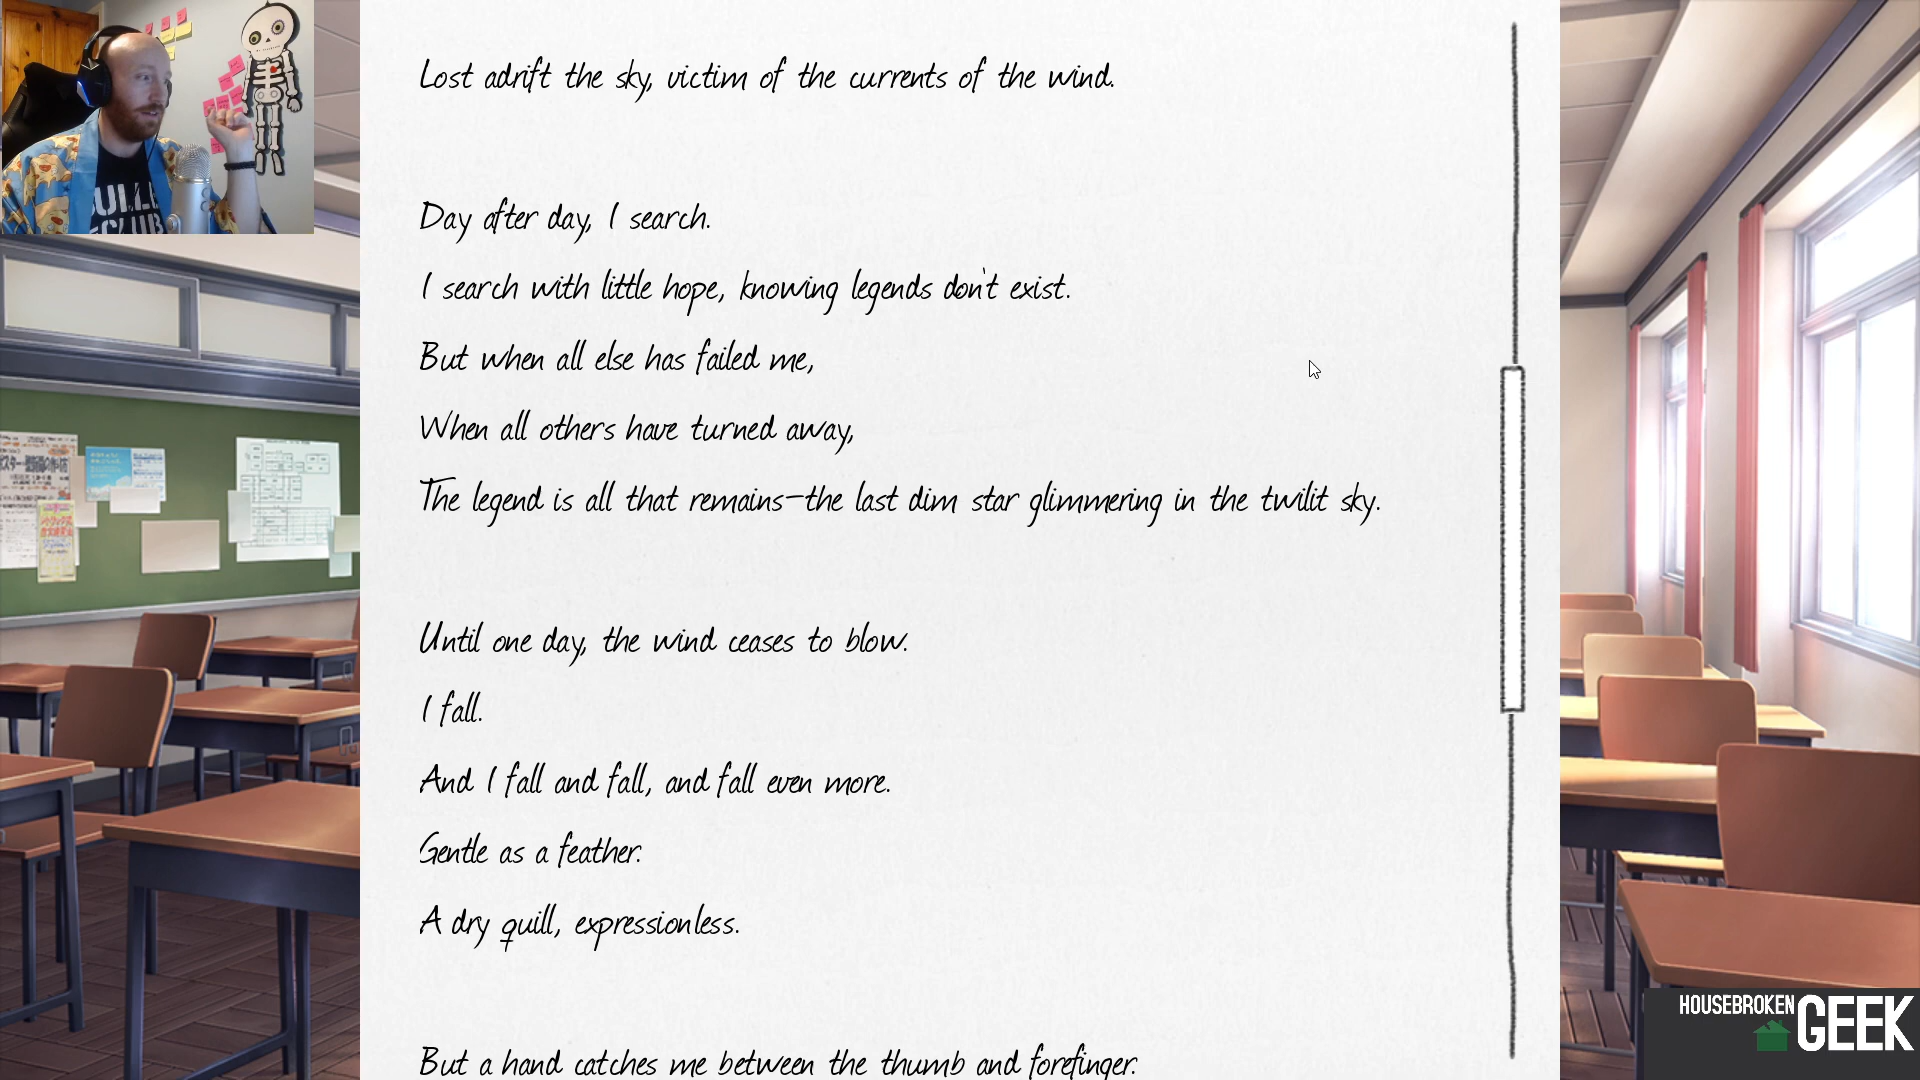 Lost adrift the sky, victim of the currents of the wind.
Day after day, I search.
I search with little hope, knowing legends don't exist.
But when all else has failed me,
When all others have turned away,
The legend is all that remains—the last dim star glimmering in the twilit sky.
Until one day, the wind ceases to blow.
I fall.
And I fall and fall, and fall even more.
Gentle as a feather.
A dry quill, expressionless.
But a hand catches me between the thumb and forefinger.
HOUSEBROKEN
GEEK